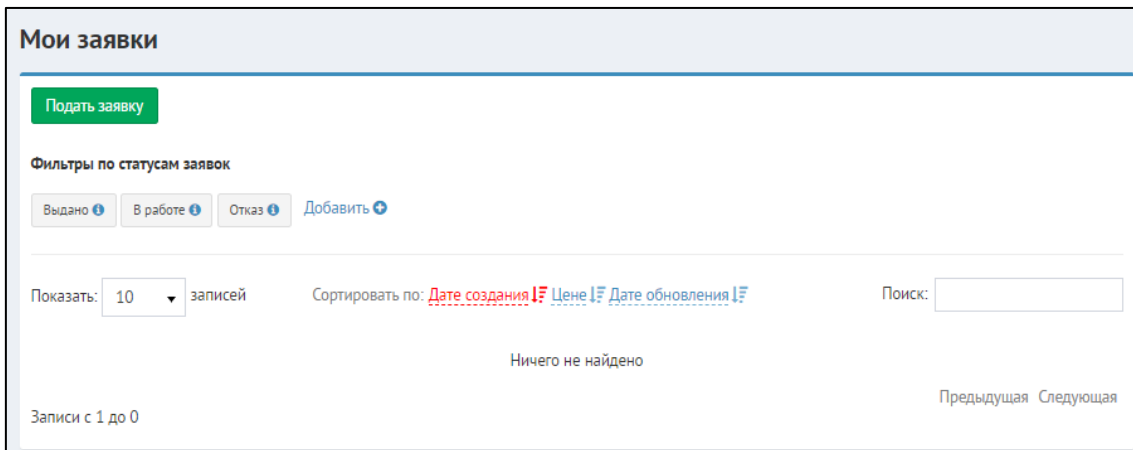 Мои заявки
Подать заявку
Фильтры по статусам заявок
Выдано В работе Отказ Добавить
Показать: 10 записей Сортировать по: Дате создания Цене Дате обновления Поиск:
Ничего не найдено
Предыдущая Следующая
Записи с 1 до 0